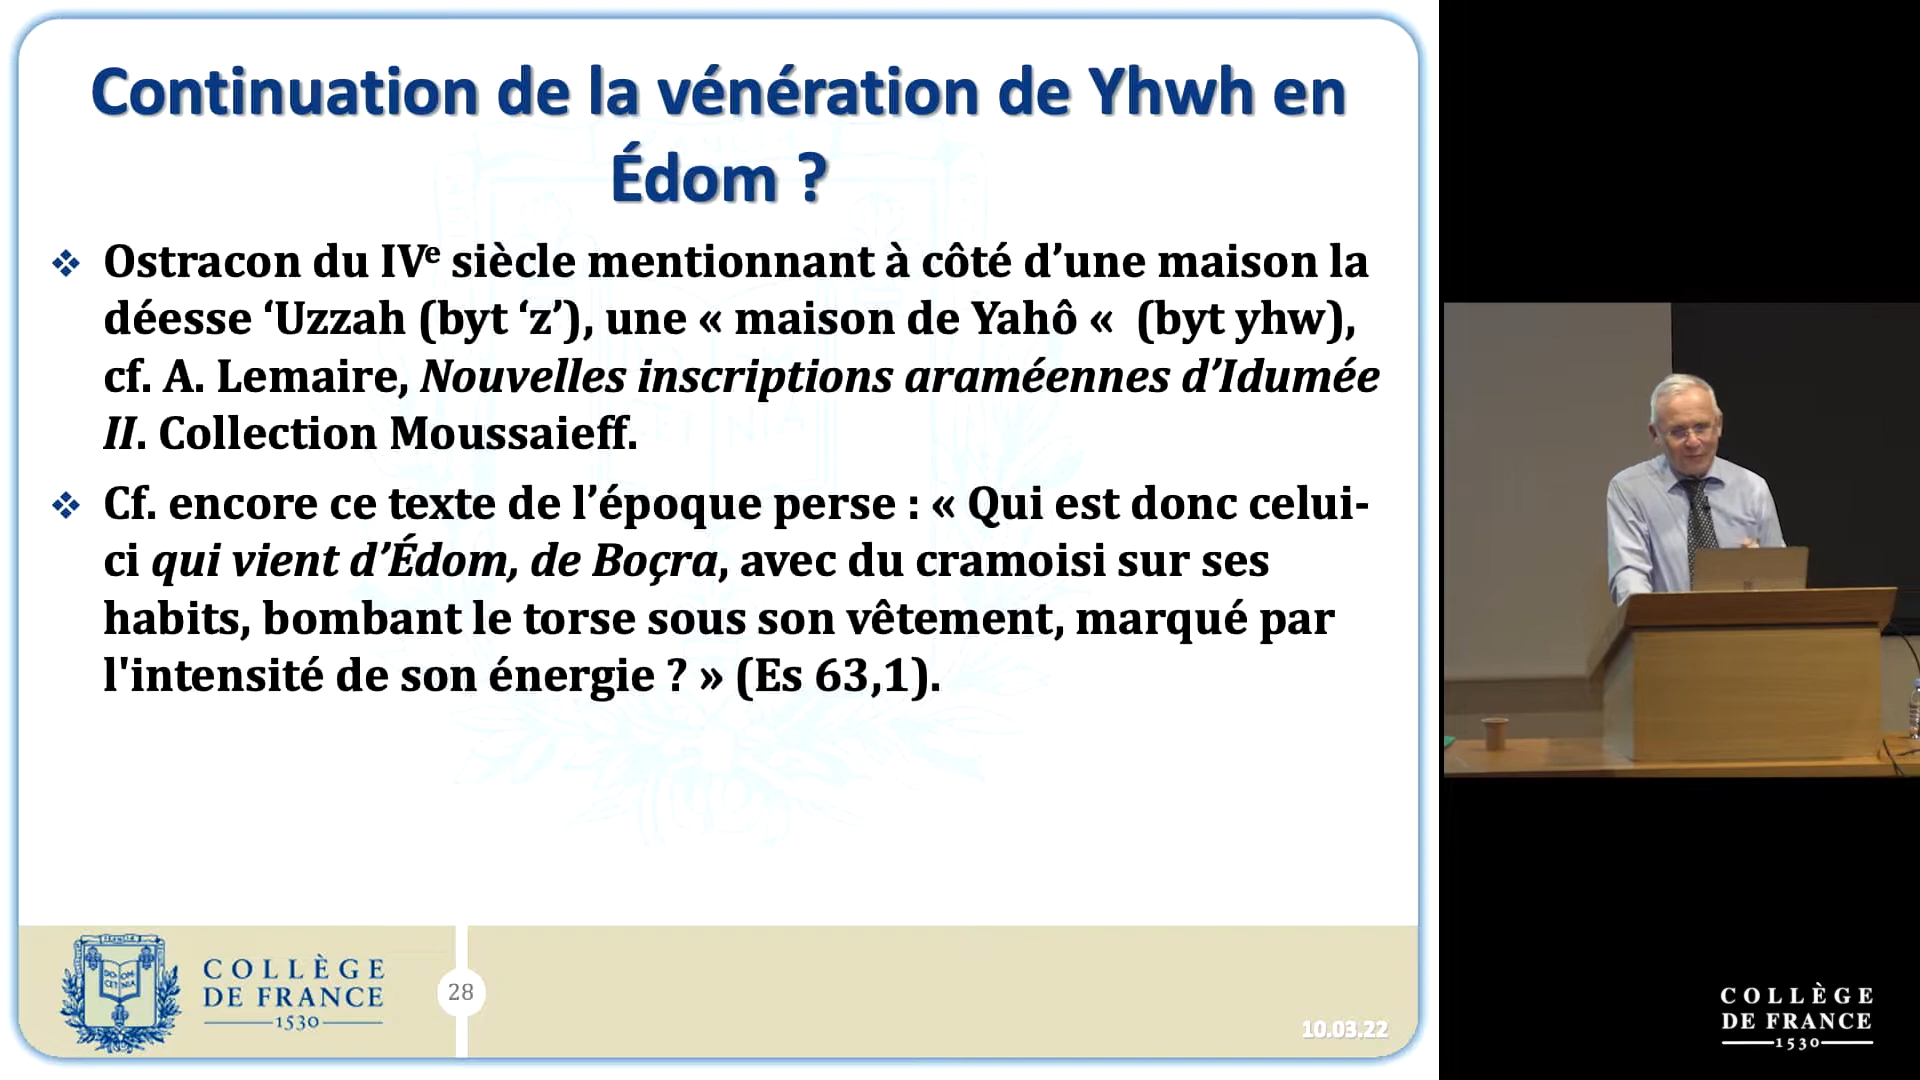 Continuation de la vénération de Yhwh en
Édom ?
❖ Ostracon du IVe siècle mentionnant à côté d’une maison la
déesse ‘Uzzah (byt ‘z’), une « maison de Yahô «  (byt yhw),
cf. A. Lemaire, Nouvelles inscriptions araméennes d’Idumée
II. Collection Moussaieff.
❖ Cf. encore ce texte de l’époque perse : « Qui est donc celui-
ci qui vient d’Édom, de Boçra, avec du cramoisi sur ses
habits, bombant le torse sous son vêtement, marqué par
l'intensité de son énergie ? » (Es 63,1).
COLLÈGE
DE FRANCE
1530
28
10.03.22
COLLÈGE
DE FRANCE
1530